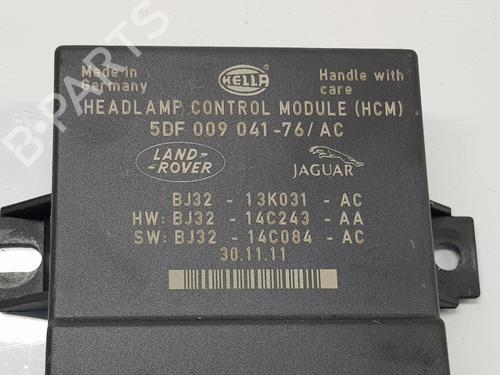 Made in
Germany
HELLA
Handle with
care
HEADLAMP CONTROL MODULE (HCM)
5DF 009 041-76/AC
LAND-
ROVER
JAGUAR
BJ32 - 13K031 - AC
HW: BJ32 - 14C243 - AA
SW: BJ32 - 14C084 - AC
30.11.11
B-PARTS